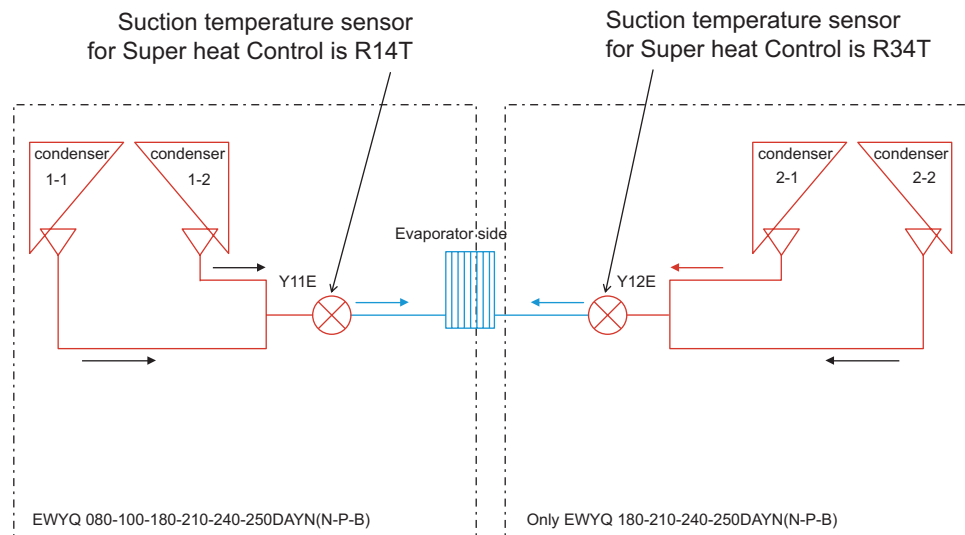 Suction temperature sensor
for Super heat Control is R14T
Suction temperature sensor
for Super heat Control is R34T
condenser
1-1
condenser
1-2
condenser
2-1
condenser
2-2
Evaporator side
Y11E
Y12E
EWYQ 080-100-180-210-240-250DAYN(N-P-B)
Only EWYQ 180-210-240-250DAYN(N-P-B)